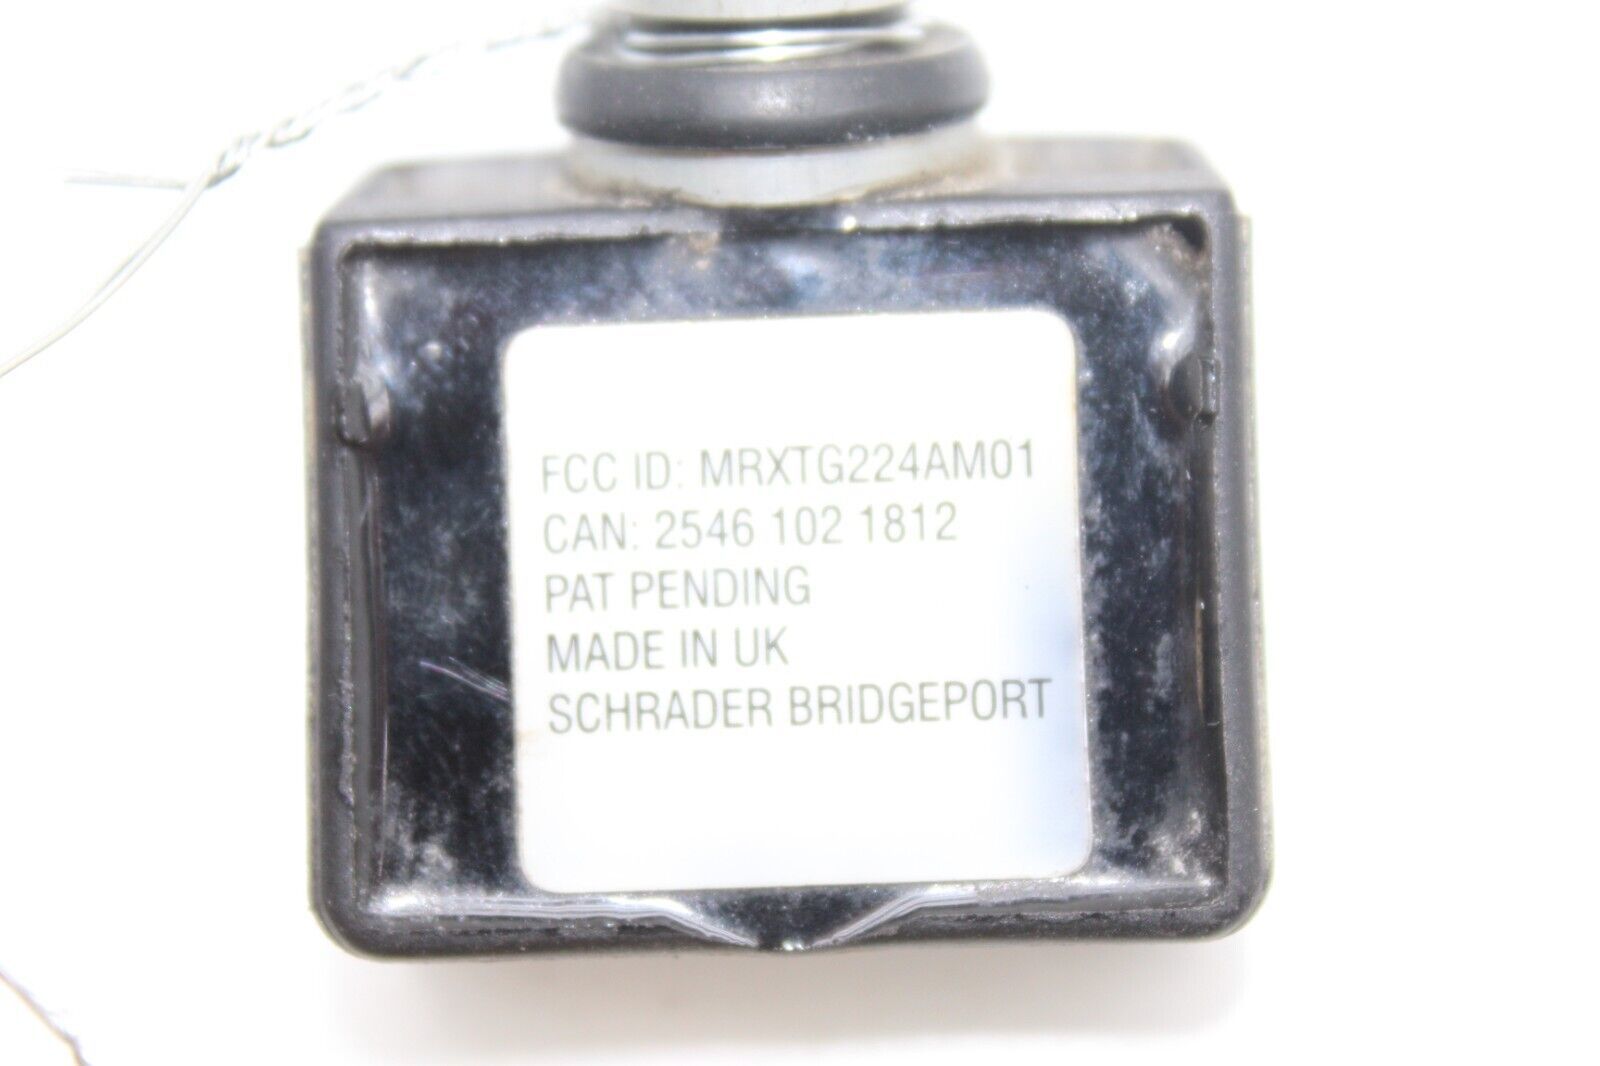 FCC ID: MRXTG224AM01
CAN: 2546 102 1812
PAT PENDING
MADE IN UK
SCHRADER BRIDGEPORT